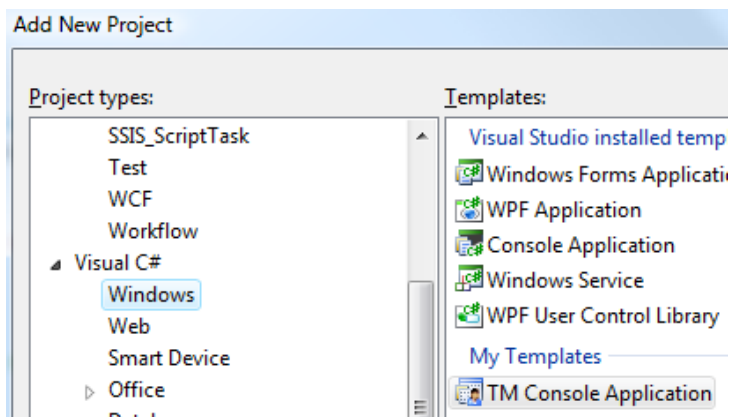 Add New Project
Project types:
Templates:
SSIS_ScriptTask
Test
WCF
Workflow
Visual C#
Windows
Web
Smart Device
Office
Visual Studio installed temp
Windows Forms Applicati
WPF Application
Console Application
Windows Service
WPF User Control Library
My Templates
TM Console Application